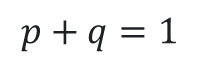 p + q = 1